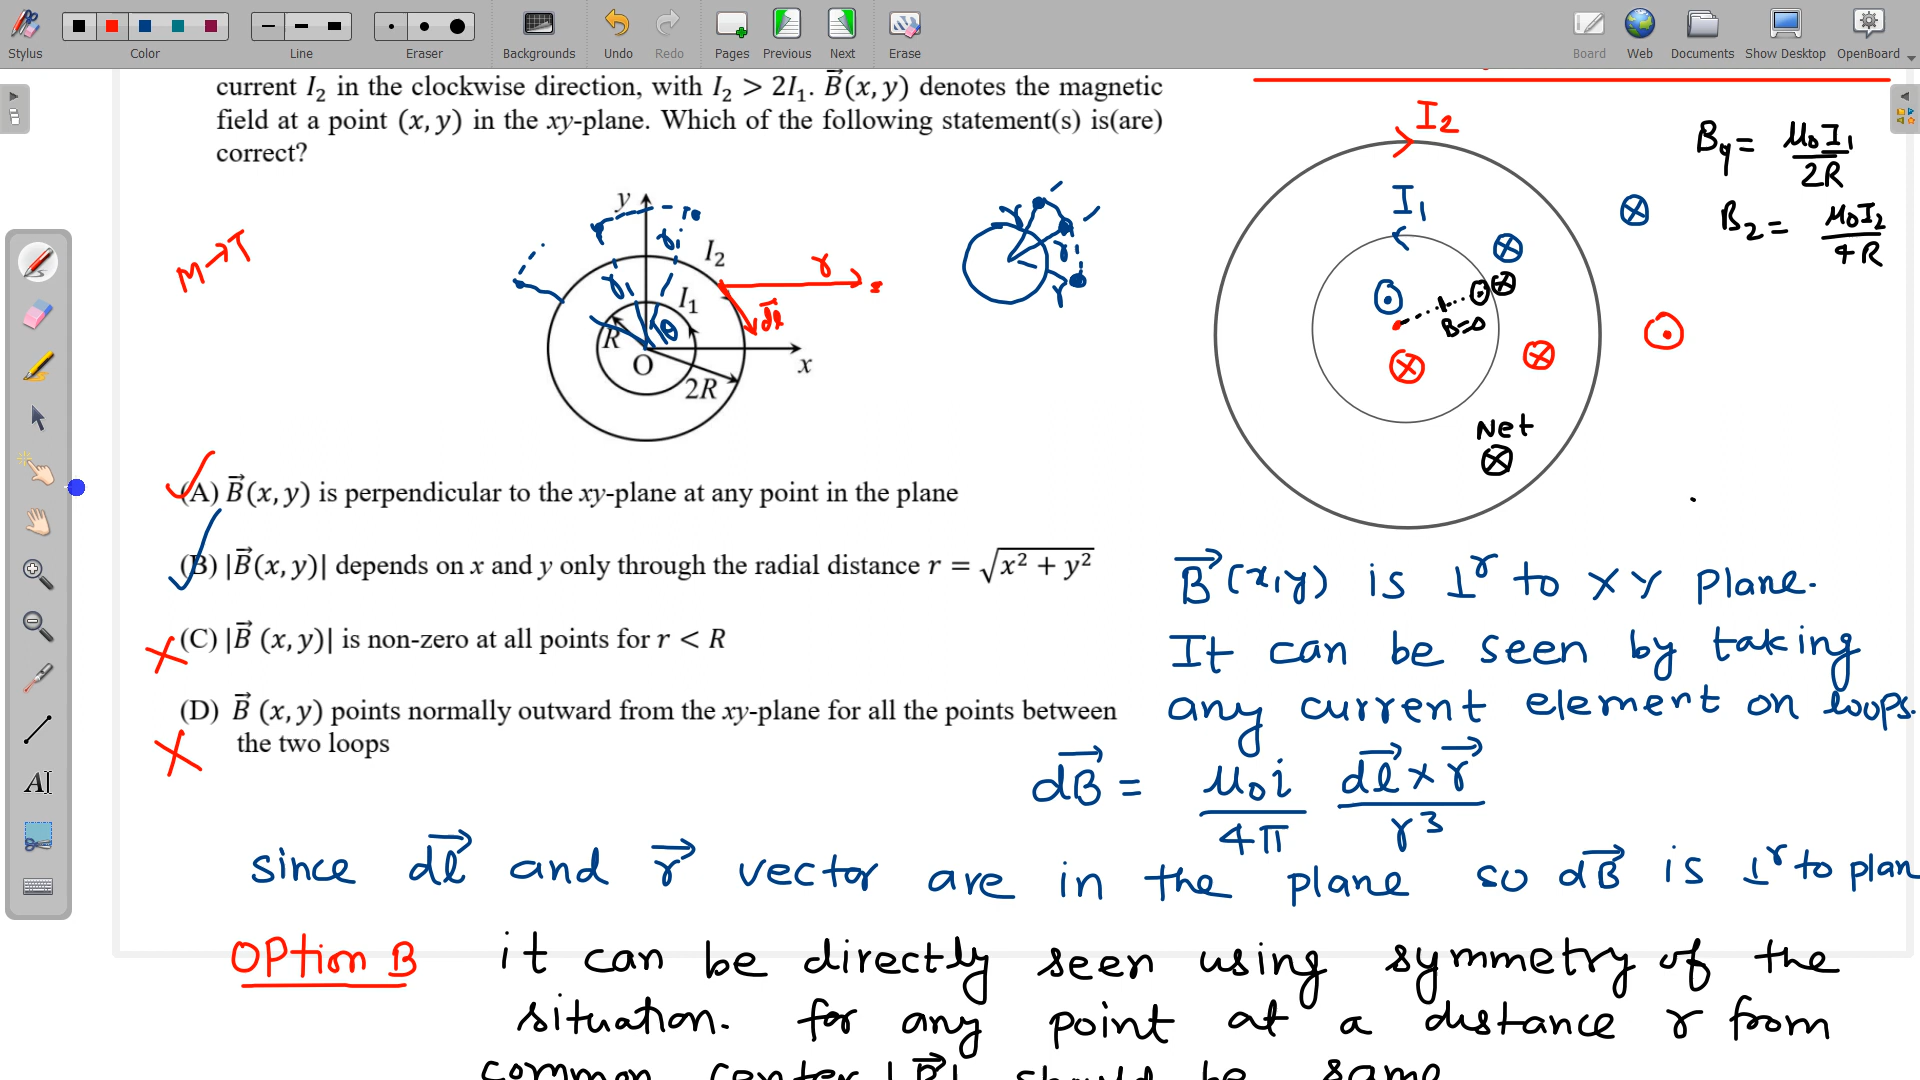 Stylus
Color
Line
Eraser
Backgrounds
Undo
Redo
Pages
Previous
Next
Erase
Board
Web
Documents
Show Desktop
OpenBoard
current I₂ in the clockwise direction, with I₂ > 2I₁. B⃗(x, y) denotes the magnetic
field at a point (x, y) in the xy-plane. Which of the following statement(s) is(are)
correct?
M→T
y
I₂
I₁
R
O
2R
x
θ
r
r
d⃗l
r
r
r
I₂
I₁
B=0
Net
B₁ = μ₀I₁/2R
B₂ = μ₀I₂/4R
(A) B⃗(x, y) is perpendicular to the xy-plane at any point in the plane
(B) |B⃗(x, y)| depends on x and y only through the radial distance r = √(x² + y²)
(C) |B⃗ (x, y)| is non-zero at all points for r < R
(D) B⃗ (x, y) points normally outward from the xy-plane for all the points between
the two loops
B⃗(x,y) is ⊥ʳ to XY plane.
It can be seen by taking
any current element on loops.
dB⃗ = μ₀i/4π dl⃗×r⃗/r³
since dl⃗ and r⃗ vector are in the plane so dB⃗ is ⊥ʳ to plan
OPtion B it can be directly seen using symmetry of the
situation. for any point at a distance r from
common center |B⃗| should be same